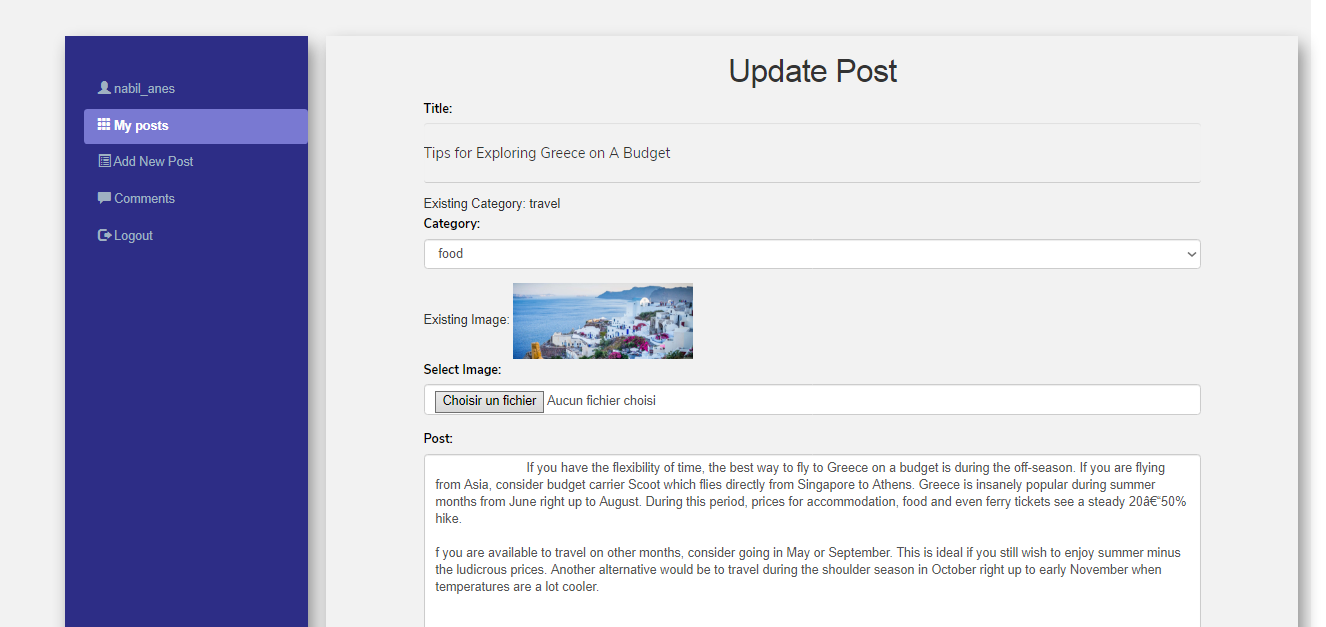 nabil_anes
My posts
Add New Post
Comments
Logout
Update Post
Title:
Tips for Exploring Greece on A Budget
Existing Category: travel
Category:
food
Existing Image:
Select Image:
Choisir un fichier Aucun fichier choisi
Post:
If you have the flexibility of time, the best way to fly to Greece on a budget is during the off-season. If you are flying
from Asia, consider budget carrier Scoot which flies directly from Singapore to Athens. Greece is insanely popular during summer
months from June right up to August. During this period, prices for accommodation, food and even ferry tickets see a steady 20â€“50%
hike.
f you are available to travel on other months, consider going in May or September. This is ideal if you still wish to enjoy summer minus
the ludicrous prices. Another alternative would be to travel during the shoulder season in October right up to early November when
temperatures are a lot cooler.